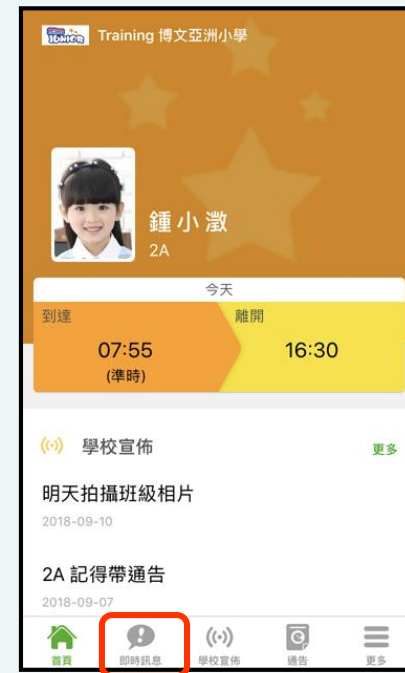 JUNIOR
Training 博文亞洲小學
鍾小澂
2A
今天
到達
離開
07:55
16:30
(準時)
學校宣佈
更多
明天拍攝班級相片
2018-09-10
2A 記得帶通告
2018-09-07
首頁
即時訊息
學校宣佈
通告
更多